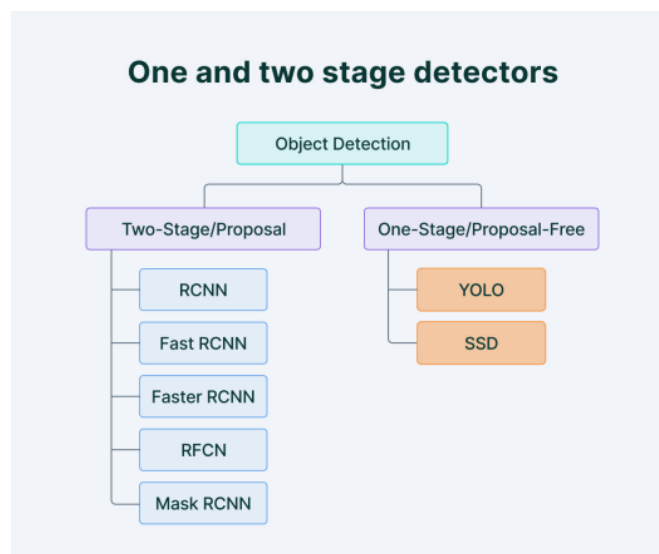 One and two stage detectors
Object Detection
Two-Stage/Proposal
RCNN
Fast RCNN
Faster RCNN
RFCN
Mask RCNN
One-Stage/Proposal-Free
YOLO
SSD